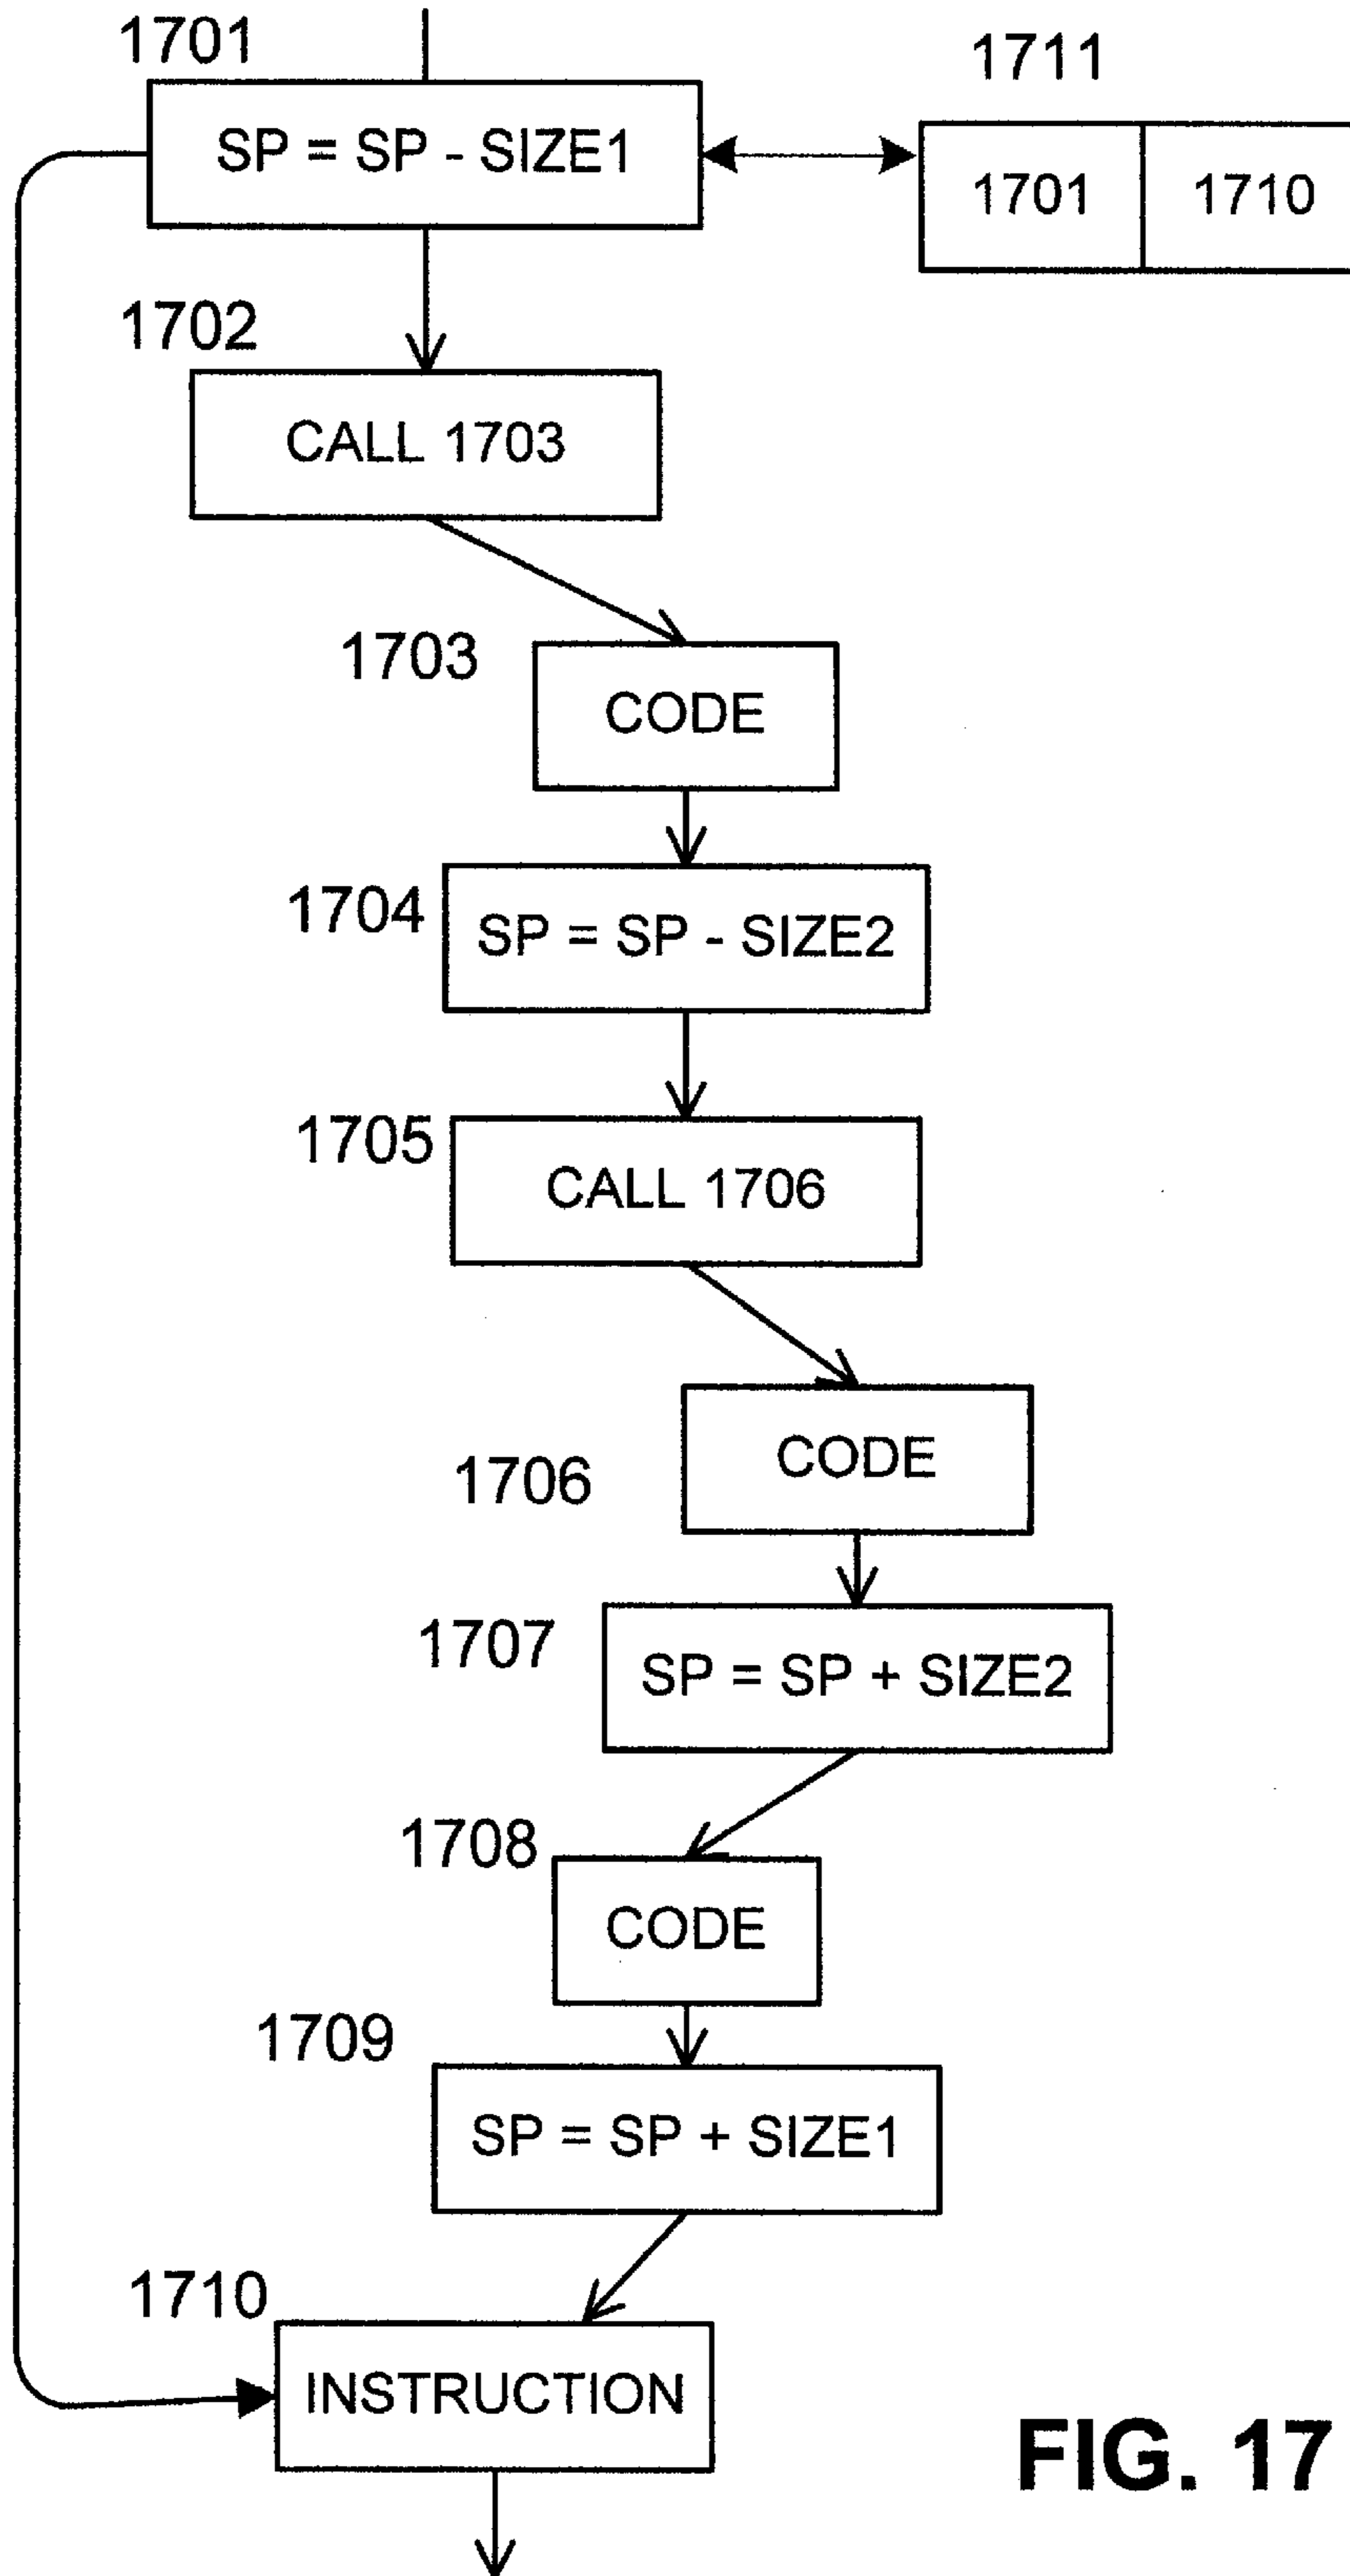 1701
1711
SP = SP - SIZE1
1701
1710
1702
CALL 1703
1703
CODE
1704
SP = SP - SIZE2
1705
CALL 1706
1706
CODE
1707
SP = SP + SIZE2
1708
CODE
1709
SP = SP + SIZE1
1710
INSTRUCTION
FIG. 17